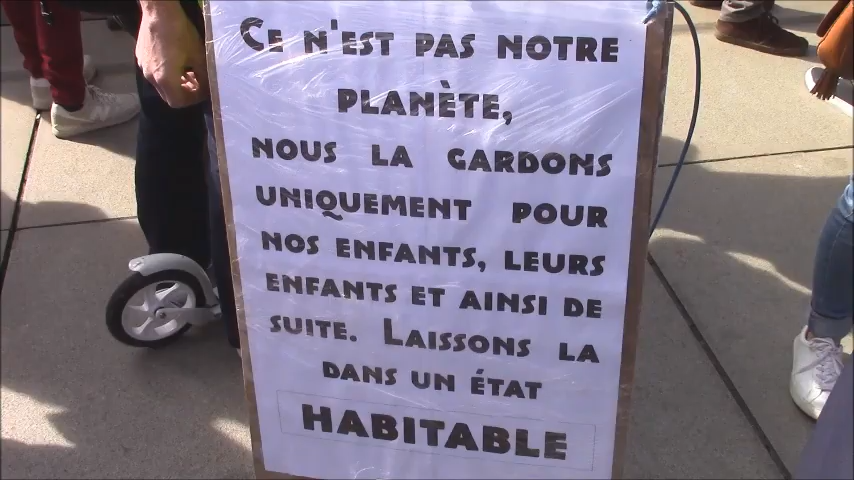 Ce n'est pas notre
planète,
nous la gardons
uniquement pour
nos enfants, leurs
enfants et ainsi de
suite. Laissons la
dans un état
HABITABLE